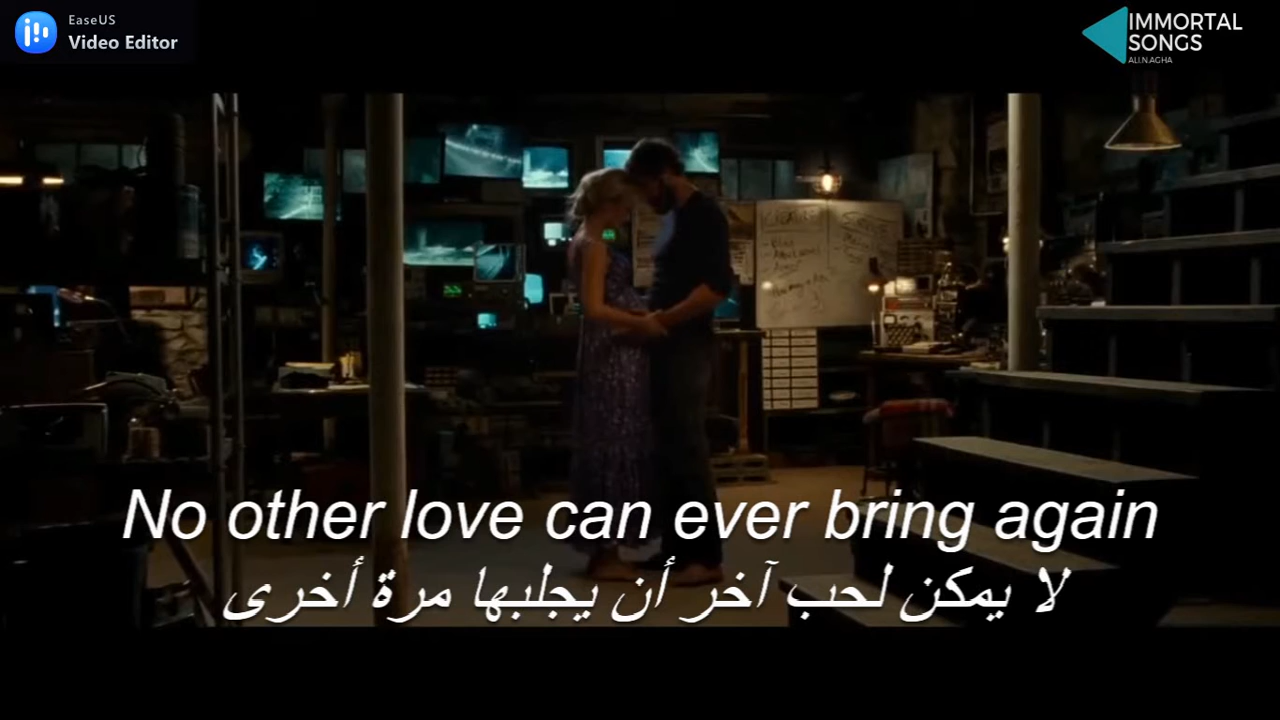 EaseUS
Video Editor
IMMORTAL
SONGS
ALI.N.AGHA
No other love can ever bring again
لا يمكن لحب آخر أن يجلبها مرة أخرى